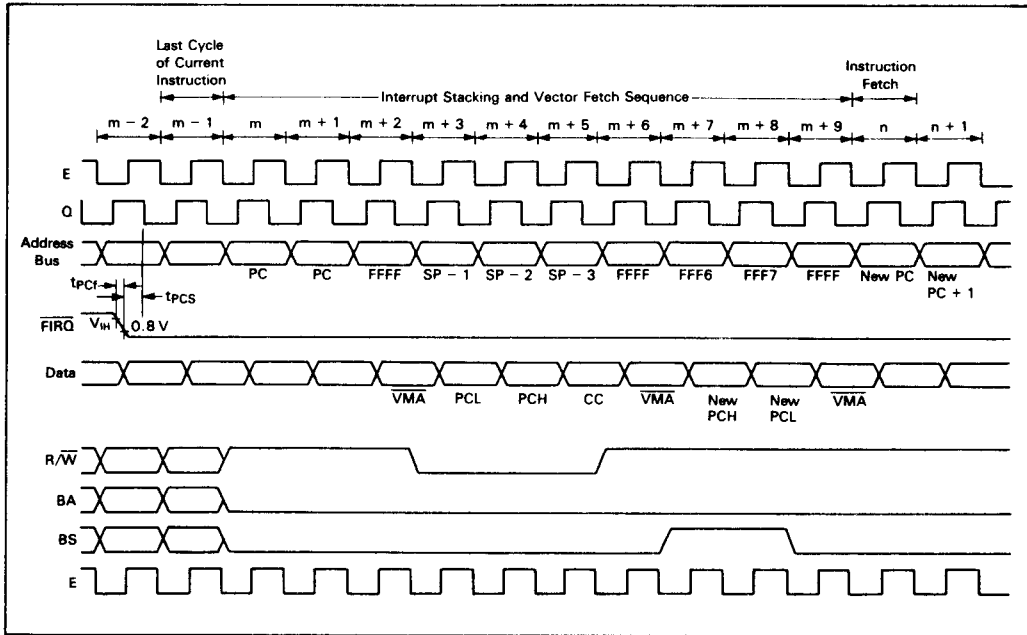 Last Cycle
of Current
Instruction
Interrupt Stacking and Vector Fetch Sequence
Instruction
Fetch
m - 2 m - 1 m m + 1 m + 2 m + 3 m + 4 m + 5 m + 6 m + 7 m + 8 m + 9 n n + 1
E
Q
Address
Bus
PC PC FFFF SP - 1 SP - 2 SP - 3 FFFF FFF6 FFF7 FFFF New PC New
PC + 1
tPCf
tPCS
FIRQ VIH 0.8 V
Data
VMA PCL PCH CC VMA New
PCH New
PCL VMA
R/W
BA
BS
E